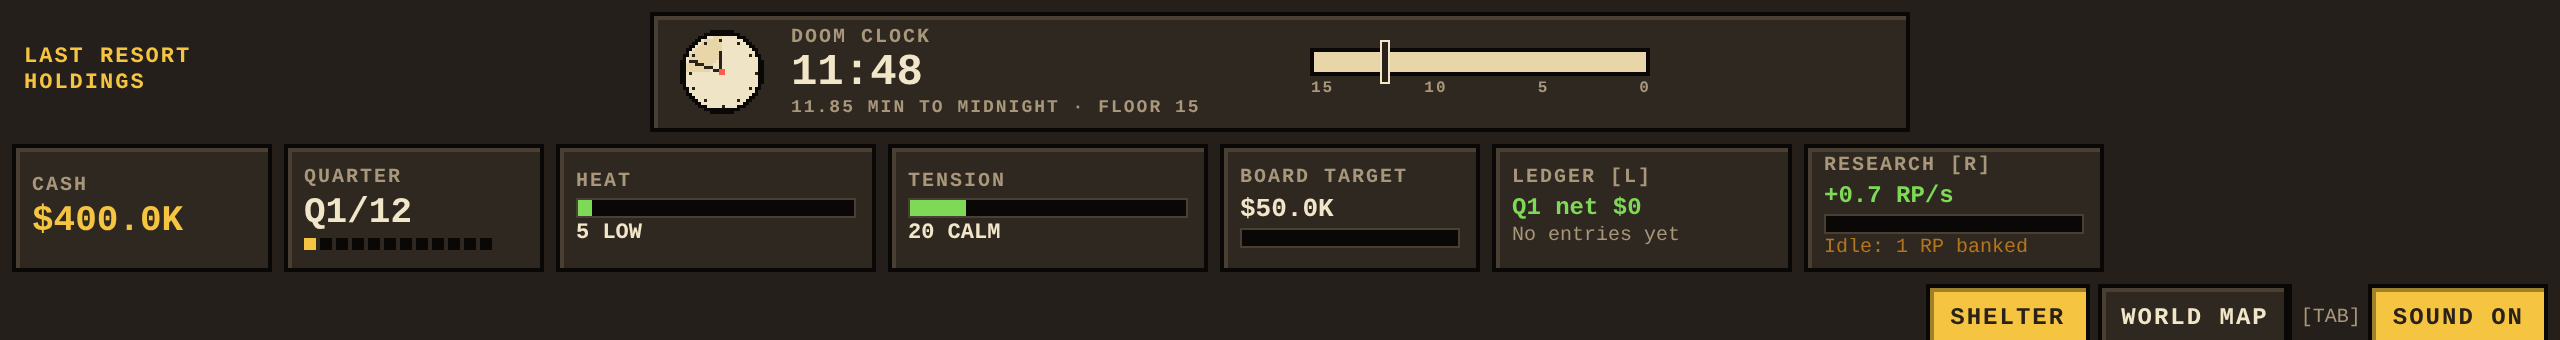 LAST RESORT
HOLDINGS
DOOM CLOCK
11:48
11.85 MIN TO MIDNIGHT · FLOOR 15
15 10 5 0
CASH
$400.0K
QUARTER
Q1/12
HEAT
5 LOW
TENSION
20 CALM
BOARD TARGET
$50.0K
LEDGER [L]
Q1 net $0
No entries yet
RESEARCH [R]
+0.7 RP/s
Idle: 1 RP banked
SHELTER
WORLD MAP
[TAB]
SOUND ON